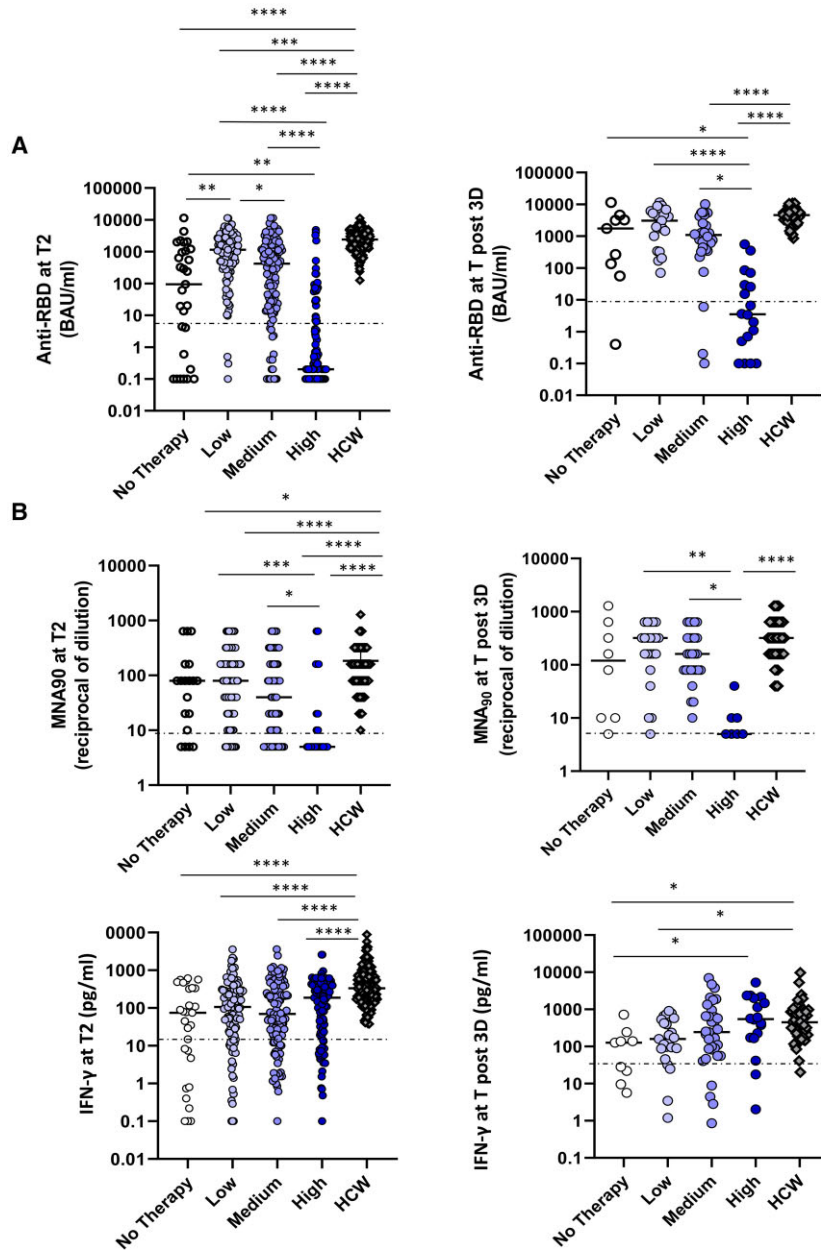 ****
***
****
****
****
****
**
**
*
A
100000
10000
1000
100
10
1
0.1
0.01
Anti-RBD at T2
(BAU/ml)
No Therapy
Low
Medium
High
HCW
****
****
*
****
*
100000
10000
1000
100
10
1
0.1
0.01
Anti-RBD at T post 3D
(BAU/ml)
No Therapy
Low
Medium
High
HCW
B
*
****
****
***
****
*
10000
1000
100
10
1
MNA90 at T2
(reciprocal of dilution)
No Therapy
Low
Medium
High
HCW
**
****
*
10000
1000
100
10
1
MNA90 at T post 3D
(reciprocal of dilution)
No Therapy
Low
Medium
High
HCW
****
****
****
****
0000
1000
100
10
1
0.1
0.01
IFN-γ at T2 (pg/ml)
No Therapy
Low
Medium
High
HCW
*
*
*
100000
10000
1000
100
10
1
0.1
IFN-γ at T post 3D (pg/ml)
No Therapy
Low
Medium
High
HCW